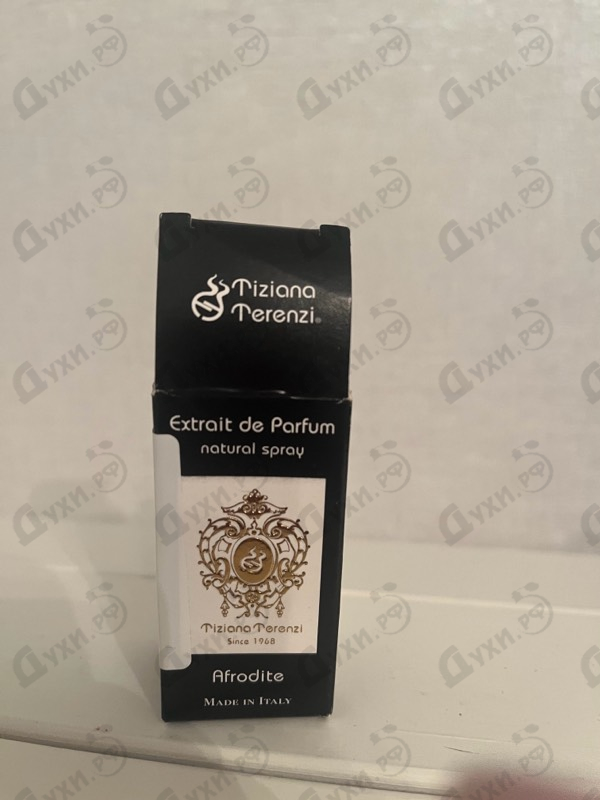 Tiziana
Terenzi®
Extrait de Parfum
natural spray
Tiziana Terenzi
Since 1968
Afrodite
MADE IN ITALY
Духи.РФ